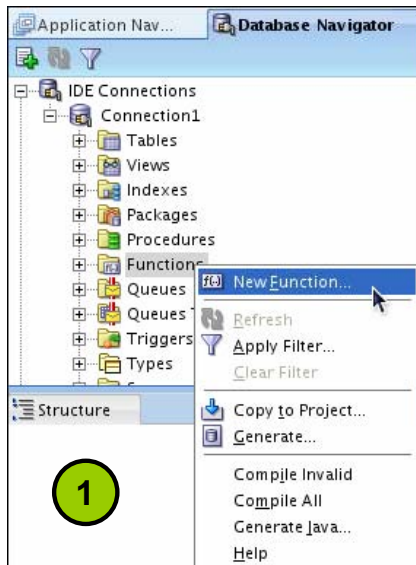 Application Nav...
Database Navigator
IDE Connections
Connection1
Tables
Views
Indexes
Packages
Procedures
Functions
New Function...
Queues
Queues
Refresh
Triggers
Apply Filter...
Types
Clear Filter
Structure
Copy to Project...
Generate...
1
Compile Invalid
Compile All
Generate Java...
Help